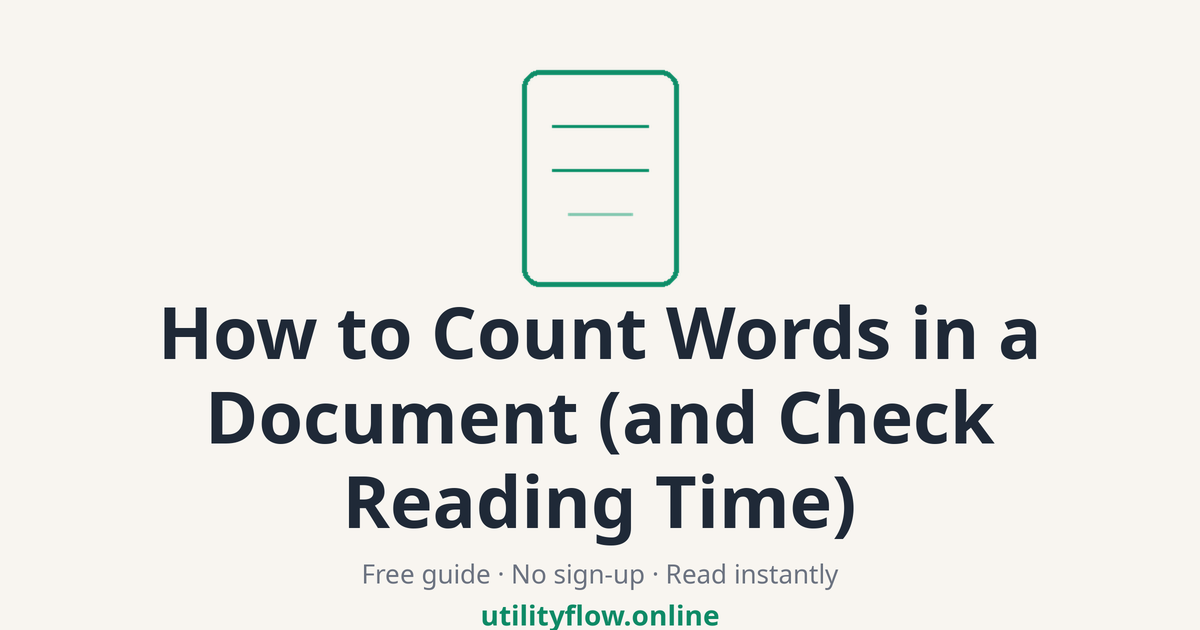 How to Count Words in a
Document (and Check
Reading Time)
Free guide · No sign-up · Read instantly
utilityflow.online